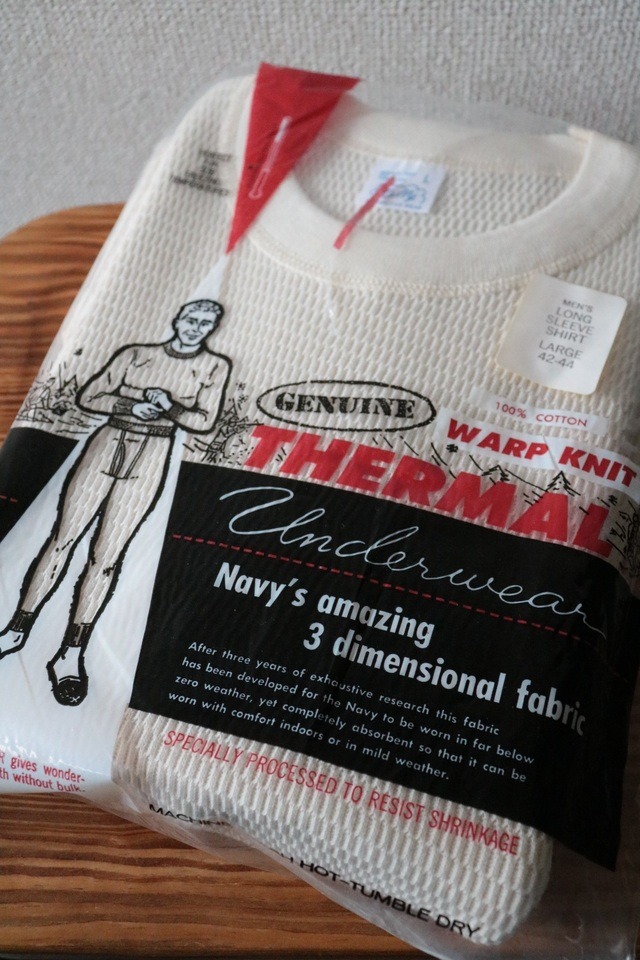 L
MEN'S
LONG
SLEEVE
SHIRT
LARGE
42-44
GENUINE
100% COTTON
WARP KNIT
THERMAL
Underwear
Navy's amazing
3 dimensional fabric
After three years of exhaustive research this fabric
has been developed for the Navy to be worn in far below
zero weather, yet completely absorbent so that it can be
worn with comfort indoors or in mild weather.
SPECIALLY PROCESSED TO RESIST SHRINKAGE
R gives wonder-
th without bulk.
HOT-TUMBLE DRY